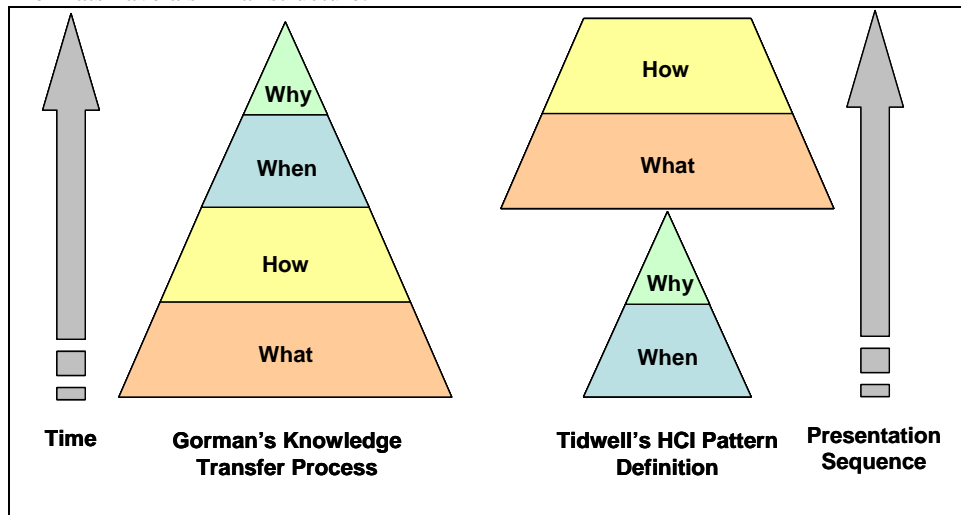 Why
When
How
What
How
What
Why
When
Time
Gorman's Knowledge
Transfer Process
Tidwell's HCI Pattern
Definition
Presentation
Sequence